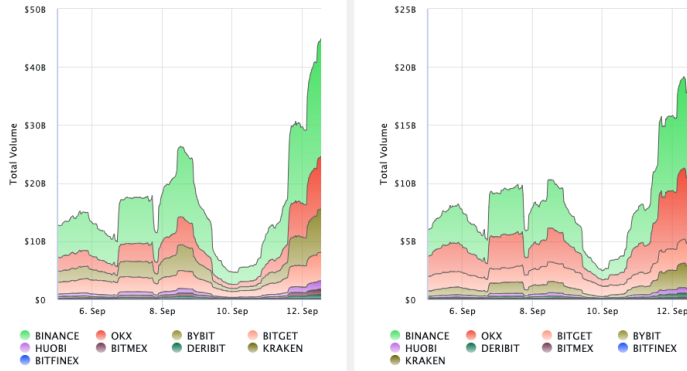 $50B
$40B
$30B
$20B
$10B
$0
Total Volume
6. Sep
8. Sep
10. Sep
12. Sep
BINANCE
OKX
BYBIT
BITGET
HUOBI
BITMEX
DERIBIT
KRAKEN
BITFINEX
$25B
$20B
$15B
$10B
$5B
$0
Total Volume
6. Sep
8. Sep
10. Sep
12. Sep
BINANCE
OKX
BITGET
BYBIT
HUOBI
DERIBIT
BITMEX
BITFINEX
KRAKEN